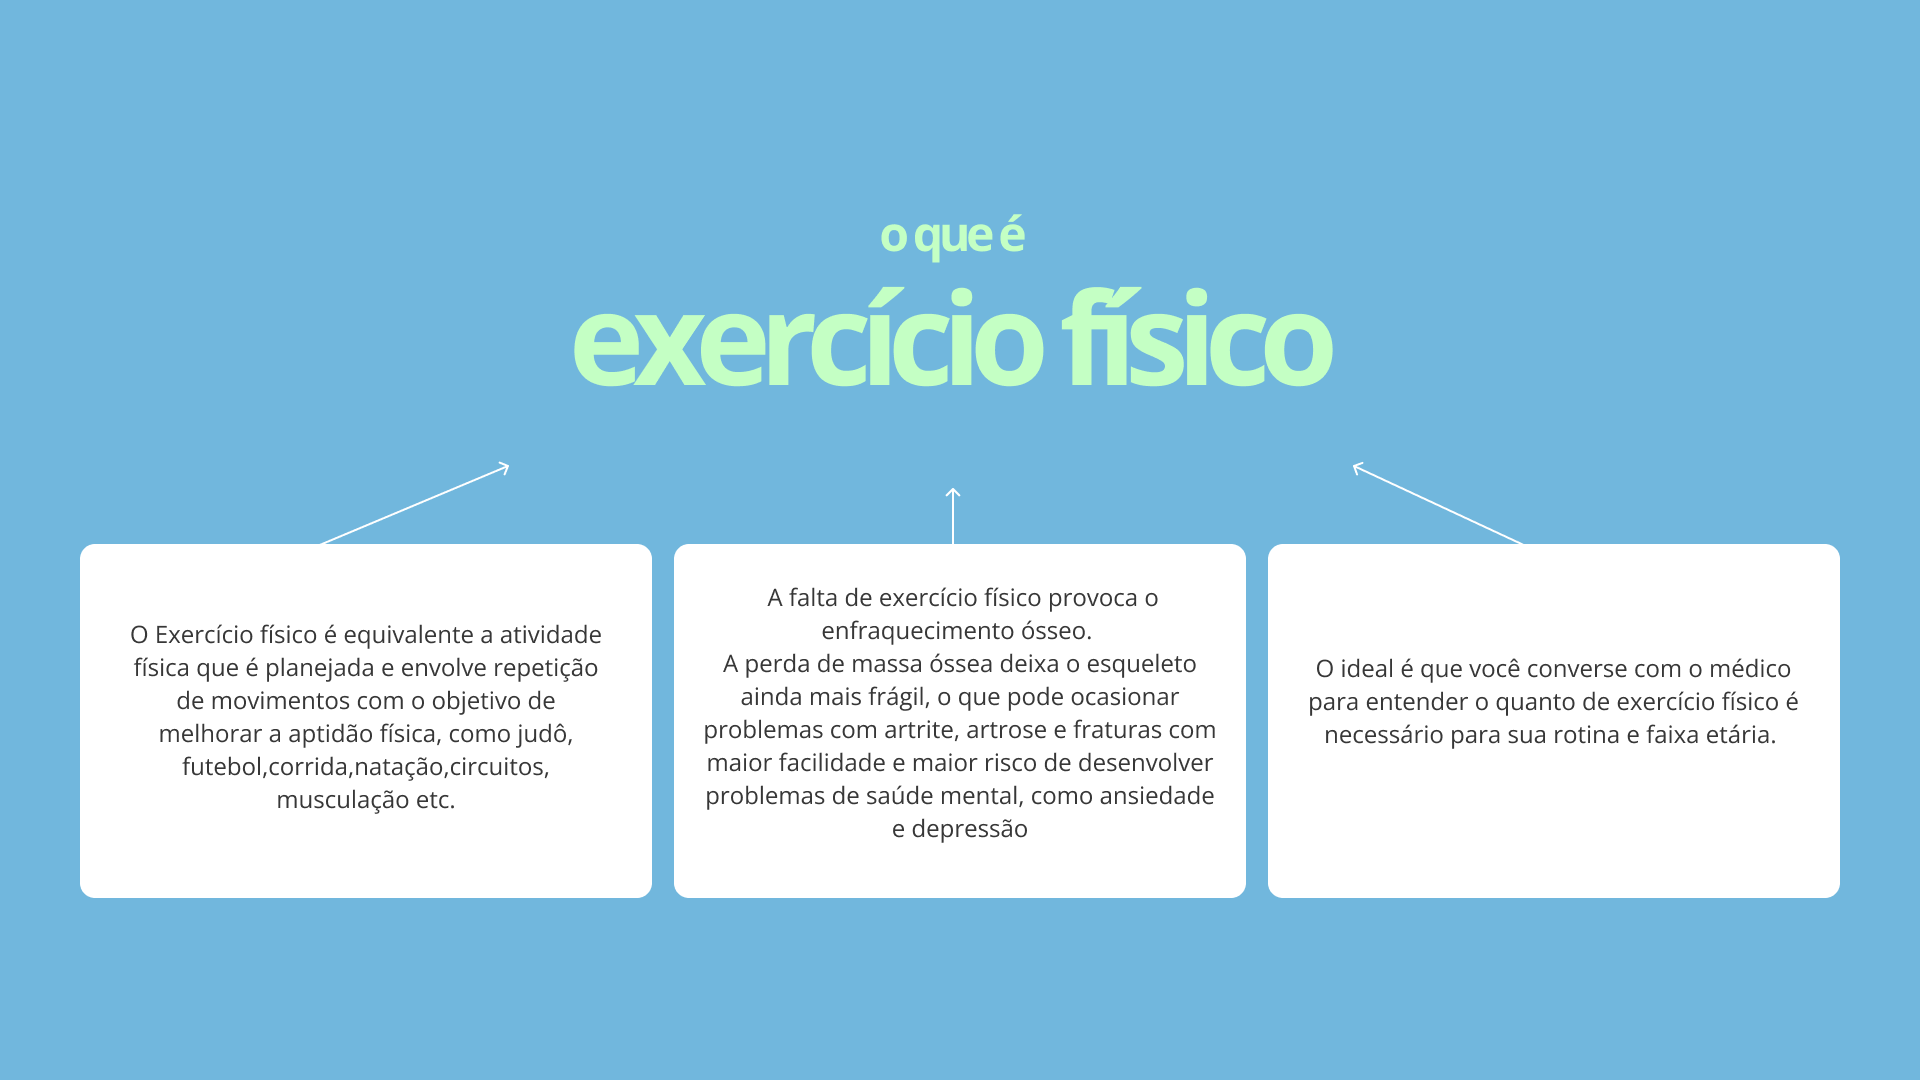 o que é
exercício físico
O Exercício físico é equivalente a atividade
física que é planejada e envolve repetição
de movimentos com o objetivo de
melhorar a aptidão física, como judô,
futebol,corrida,natação,circuitos,
musculação etc.
A falta de exercício físico provoca o
enfraquecimento ósseo.
A perda de massa óssea deixa o esqueleto
ainda mais frágil, o que pode ocasionar
problemas com artrite, artrose e fraturas com
maior facilidade e maior risco de desenvolver
problemas de saúde mental, como ansiedade
e depressão
O ideal é que você converse com o médico
para entender o quanto de exercício físico é
necessário para sua rotina e faixa etária.